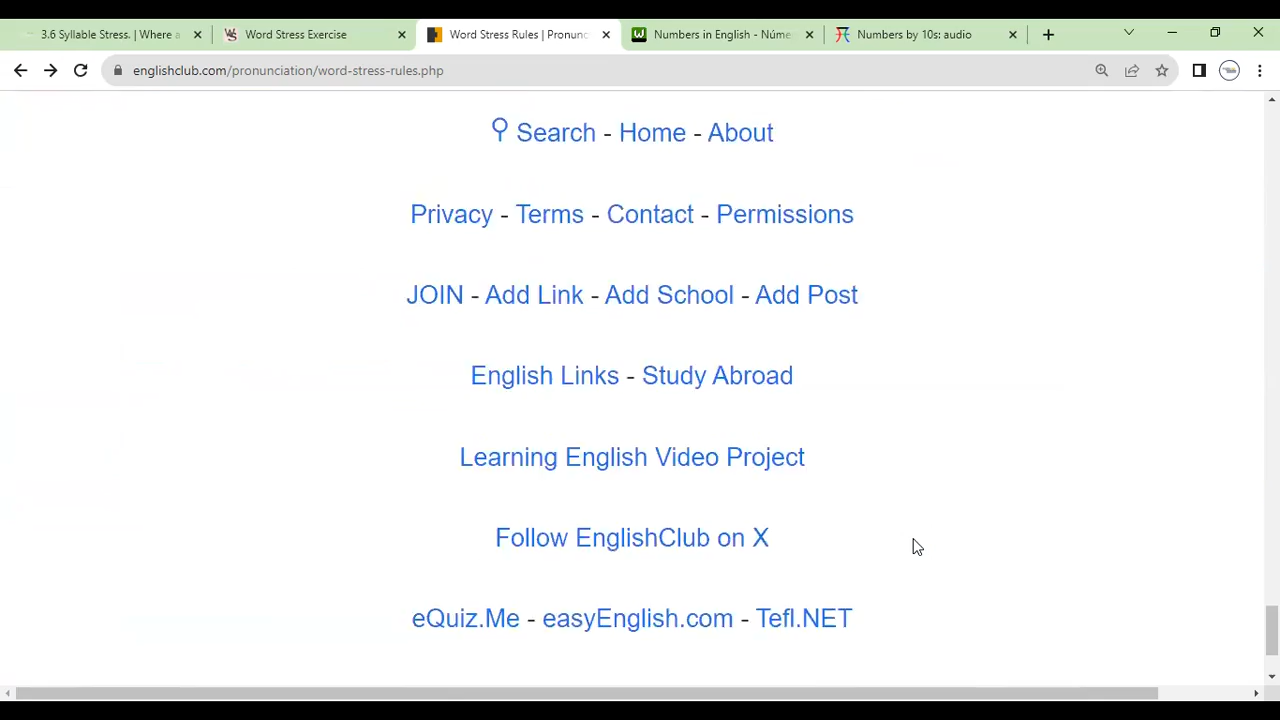 3.6 Syllable Stress. | Where a
Word Stress Exercise
Word Stress Rules | Pronunc
Numbers in English - Núme
Numbers by 10s: audio
englishclub.com/pronunciation/word-stress-rules.php
Search - Home - About
Privacy - Terms - Contact - Permissions
JOIN - Add Link - Add School - Add Post
English Links - Study Abroad
Learning English Video Project
Follow EnglishClub on X
eQuiz.Me - easyEnglish.com - Tefl.NET